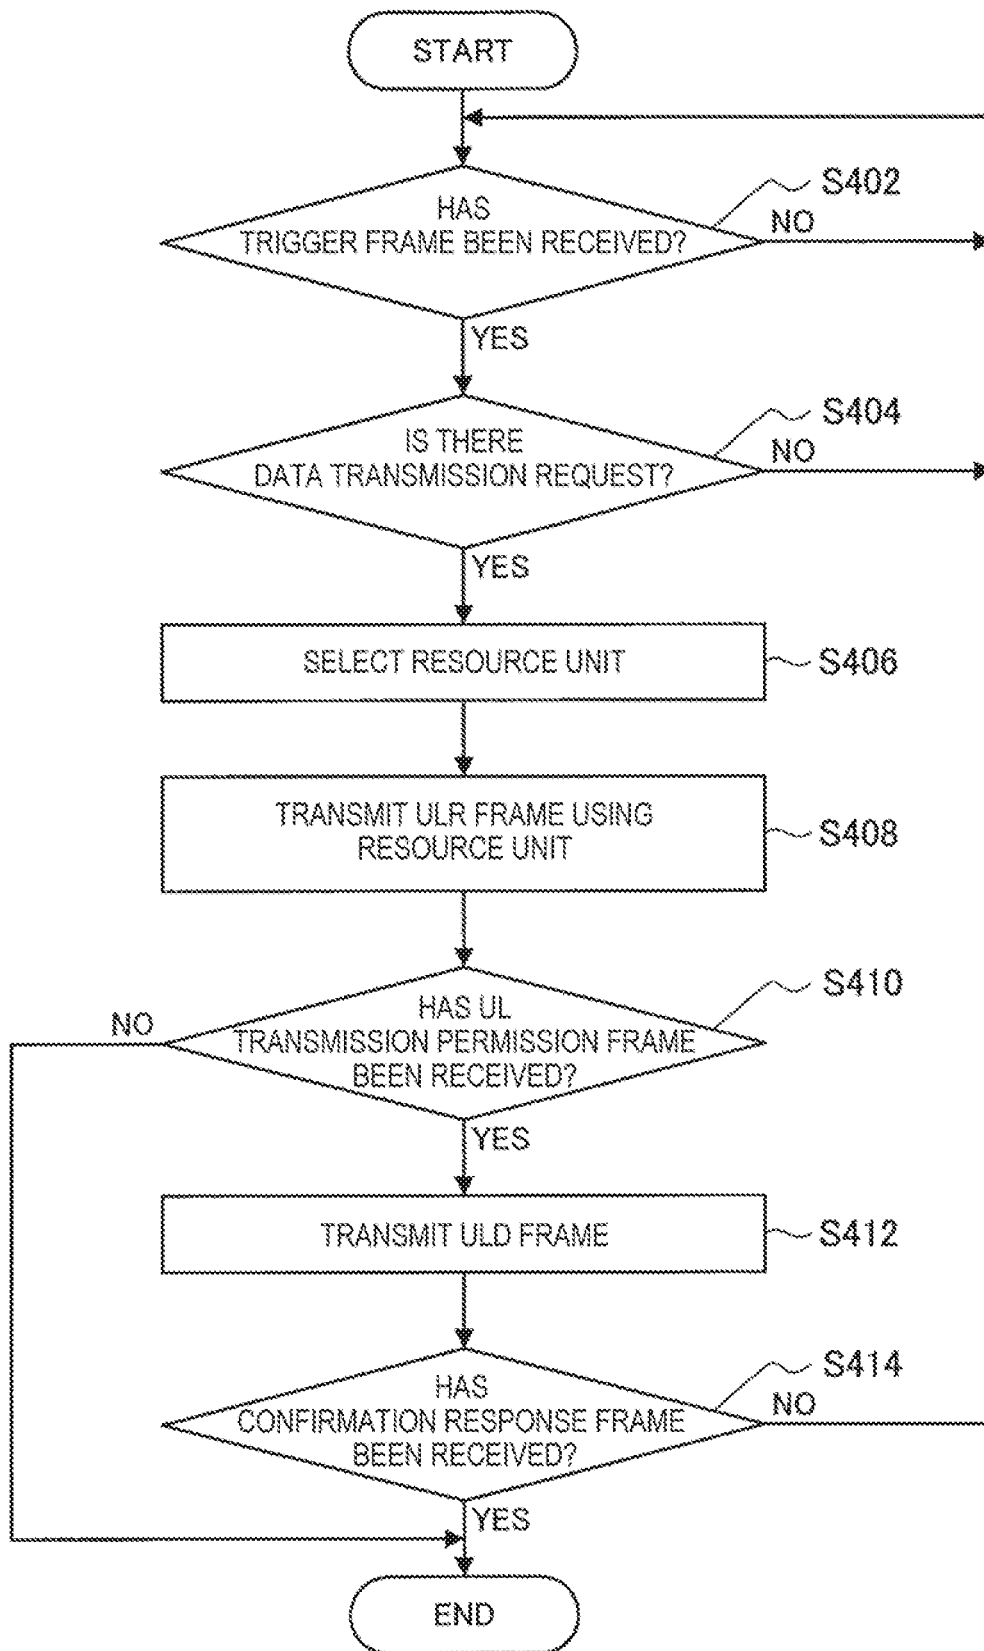 START
S402
HAS
TRIGGER FRAME BEEN RECEIVED?
NO
YES
S404
IS THERE
DATA TRANSMISSION REQUEST?
NO
YES
SELECT RESOURCE UNIT
S406
TRANSMIT ULR FRAME USING
RESOURCE UNIT
S408
S410
HAS UL
TRANSMISSION PERMISSION FRAME
BEEN RECEIVED?
NO
YES
TRANSMIT ULD FRAME
S412
S414
HAS
CONFIRMATION RESPONSE FRAME
BEEN RECEIVED?
NO
YES
END